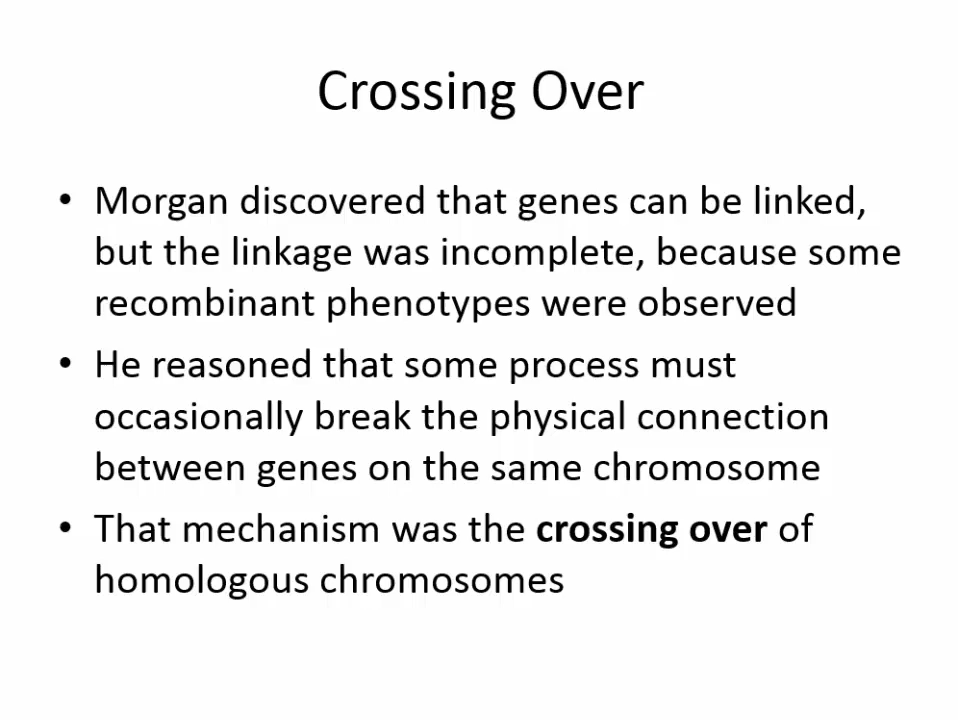 Crossing Over
• Morgan discovered that genes can be linked,
but the linkage was incomplete, because some
recombinant phenotypes were observed
• He reasoned that some process must
occasionally break the physical connection
between genes on the same chromosome
• That mechanism was the crossing over of
homologous chromosomes